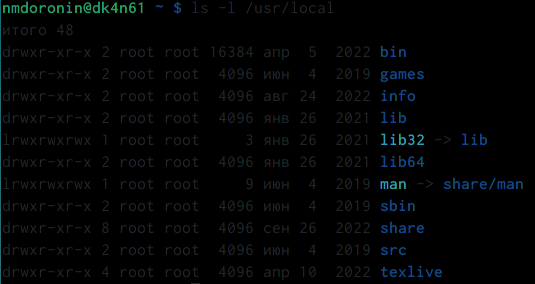 nmdoronin@dk4n61 ~ $ ls -l /usr/local
итого 48
drwxr-xr-x 2 root root 16384 апр  5  2022 bin
drwxr-xr-x 2 root root  4096 июн  4  2019 games
drwxr-xr-x 2 root root  4096 авг 24  2022 info
drwxr-xr-x 2 root root  4096 янв 26  2021 lib
lrwxrwxrwx 1 root root     3 янв 26  2021 lib32 -> lib
drwxr-xr-x 2 root root  4096 янв 26  2021 lib64
lrwxrwxrwx 1 root root     9 июн  4  2019 man -> share/man
drwxr-xr-x 2 root root  4096 июн  4  2019 sbin
drwxr-xr-x 8 root root  4096 сен 26  2022 share
drwxr-xr-x 2 root root  4096 июн  4  2019 src
drwxr-xr-x 4 root root  4096 апр 10  2022 texlive